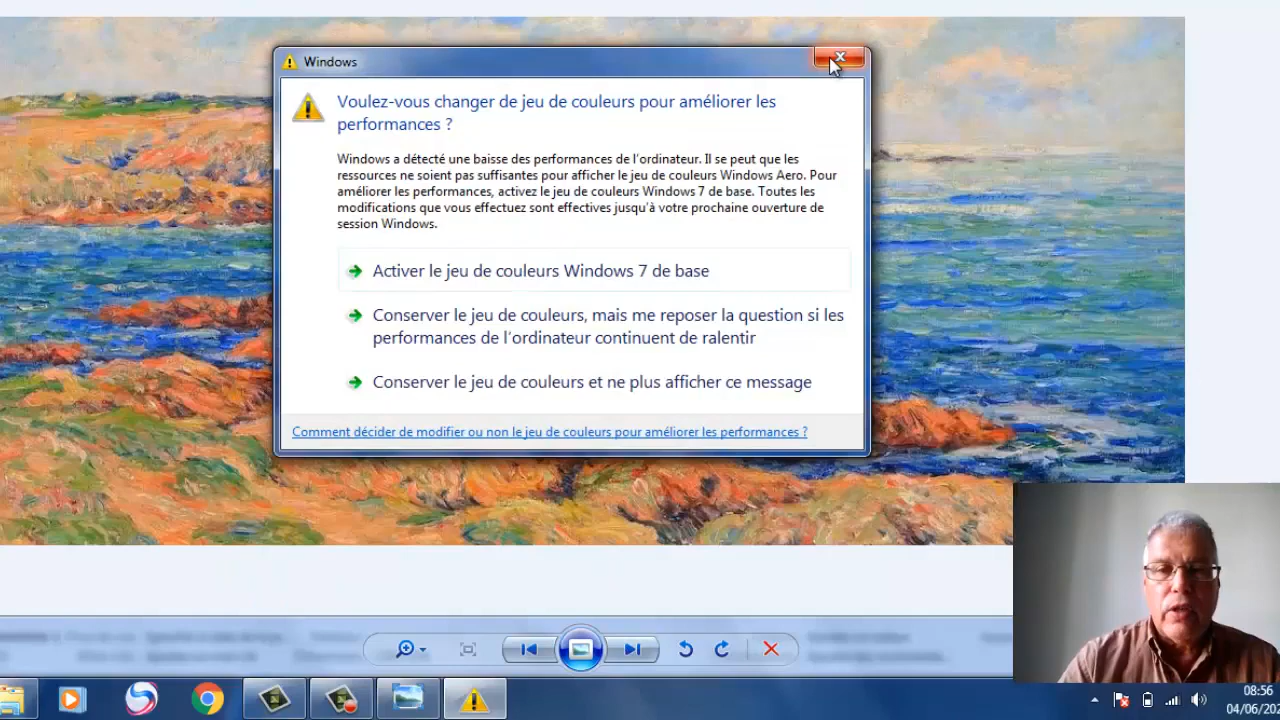 Windows
Voulez-vous changer de jeu de couleurs pour améliorer les
performances ?
Windows a détecté une baisse des performances de l'ordinateur. Il se peut que les
ressources ne soient pas suffisantes pour afficher le jeu de couleurs Windows Aero. Pour
améliorer les performances, activez le jeu de couleurs Windows 7 de base. Toutes les
modifications que vous effectuez sont effectives jusqu'à votre prochaine ouverture de
session Windows.
Activer le jeu de couleurs Windows 7 de base
Conserver le jeu de couleurs, mais me reposer la question si les
performances de l'ordinateur continuent de ralentir
Conserver le jeu de couleurs et ne plus afficher ce message
Comment décider de modifier ou non le jeu de couleurs pour améliorer les performances ?
08:56
04/06/202